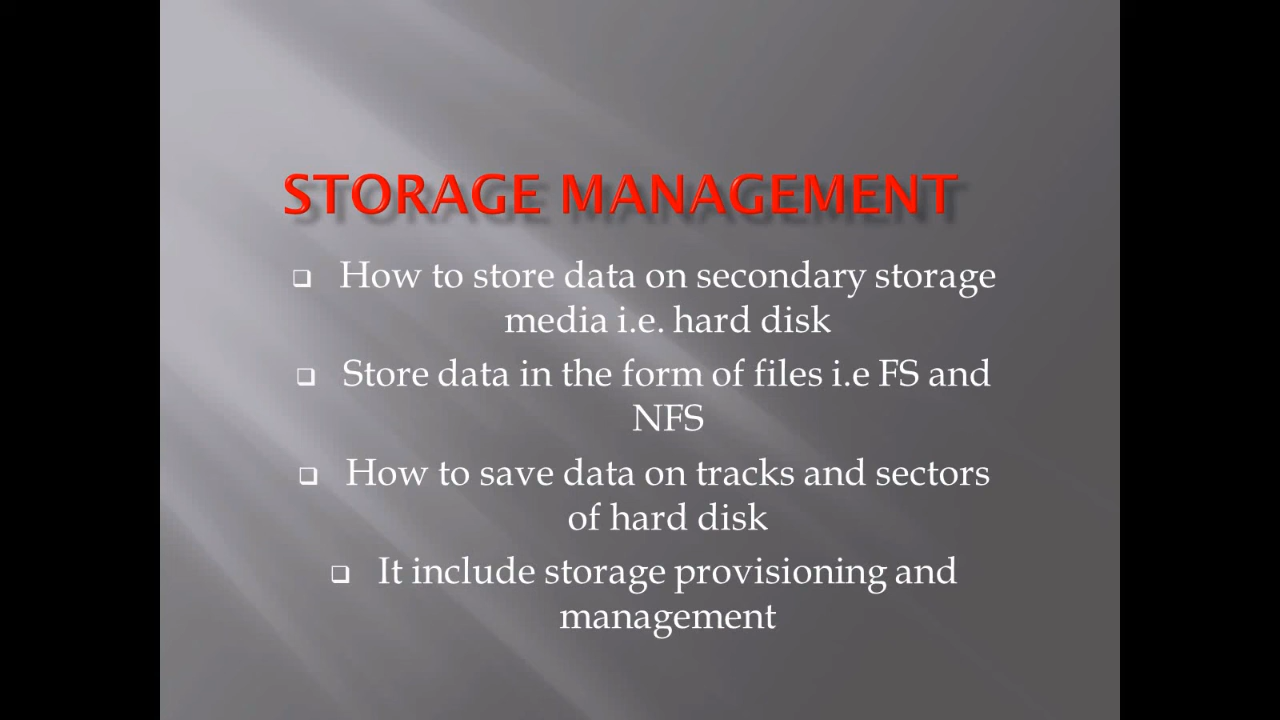 STORAGE MANAGEMENT
How to store data on secondary storage
media i.e. hard disk
Store data in the form of files i.e FS and
NFS
How to save data on tracks and sectors
of hard disk
It include storage provisioning and
management